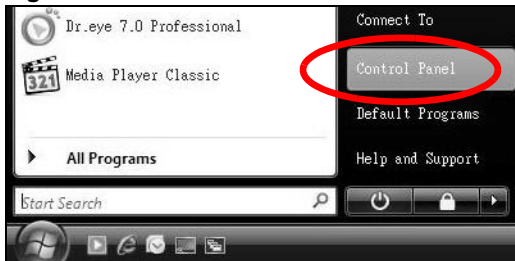 Dr.eye 7.0 Professional
Media Player Classic
321
All Programs
Start Search
Connect To
Control Panel
Default Programs
Help and Support